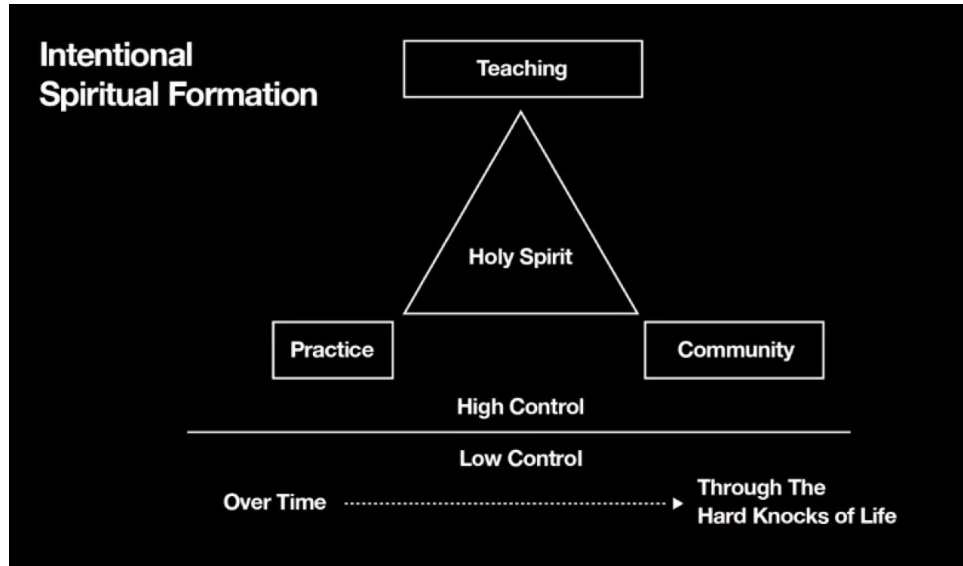 Intentional
Spiritual Formation
Teaching
Holy Spirit
Practice
Community
High Control
Low Control
Over Time
Through The
Hard Knocks of Life